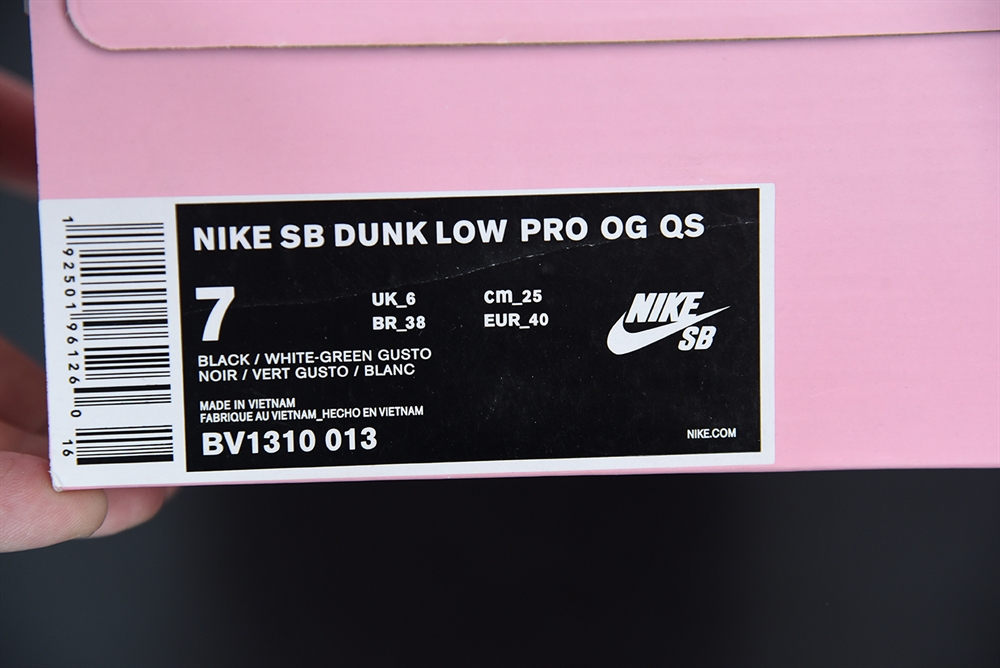 NIKE SB DUNK LOW PRO OG QS
7
UK_6
cm_25
BR_38
EUR_40
NIKE
SB
BLACK / WHITE-GREEN GUSTO
NOIR / VERT GUSTO / BLANC
MADE IN VIETNAM
FABRIQUE AU VIETNAM_HECHO EN VIETNAM
BV1310 013
NIKE.COM
1 92501 96126 0 16